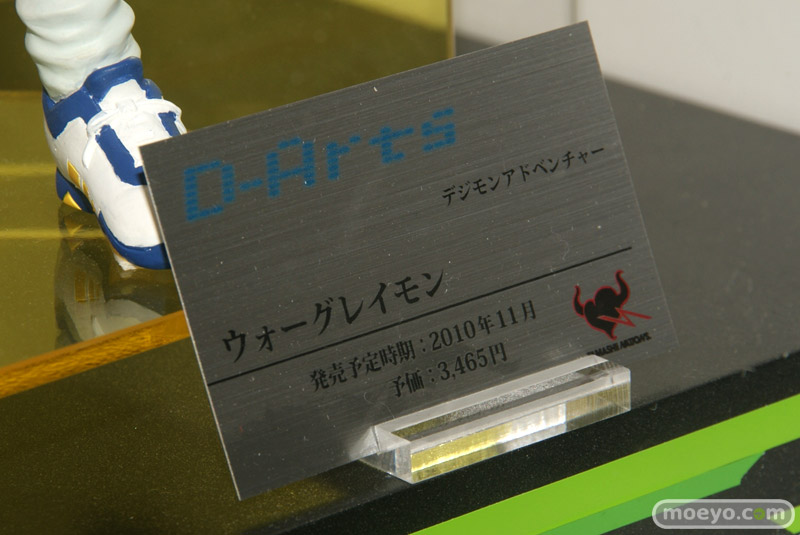 D-Arts
デジモンアドベンチャー
ウォーグレイモン
発売予定時期：2010年11月
予価：3,465円
TAMASHII NATIONS
moeyo.com